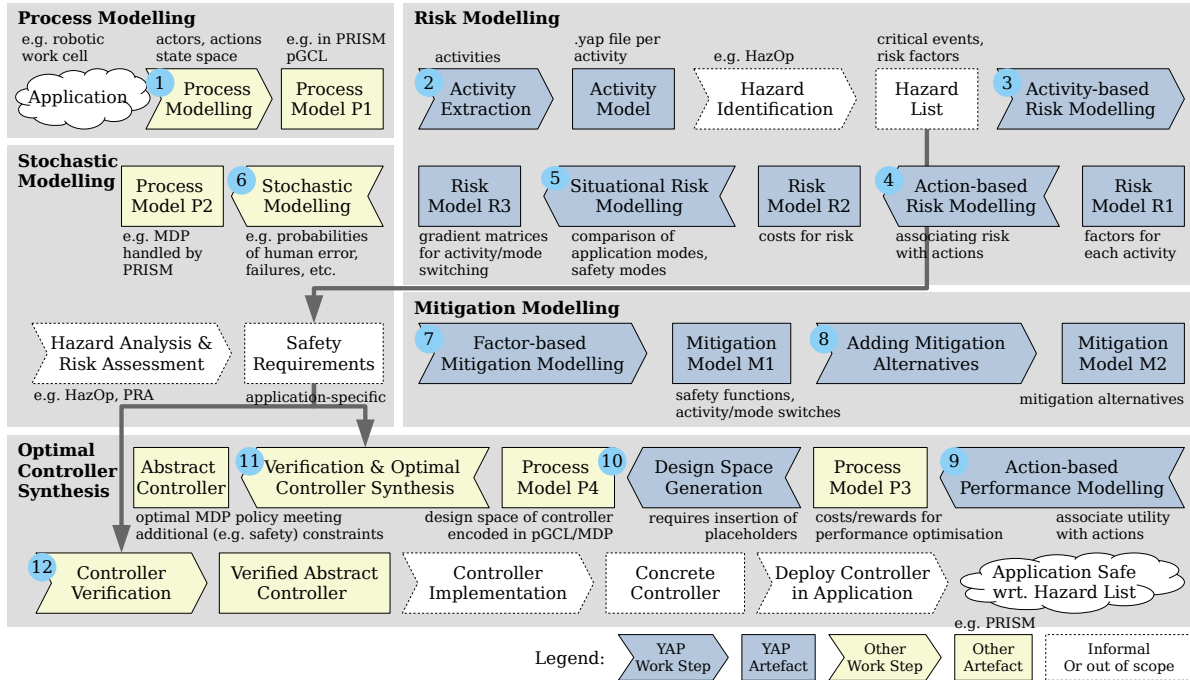 Process Modelling
e.g. robotic
work cell
actors, actions
state space
e.g. in PRISM
pGCL
Application
1
Process
Modelling
Process
Model P1
Risk Modelling
activities
.yap file per
activity
e.g. HazOp
critical events,
risk factors
2
Activity
Extraction
Activity
Model
Hazard
Identification
Hazard
List
3
Activity-based
Risk Modelling
Risk
Model R3
5
Situational Risk
Modelling
Risk
Model R2
4
Action-based
Risk Modelling
Risk
Model R1
gradient matrices
for activity/mode
switching
comparison of
application modes,
safety modes
costs for risk
associating risk
with actions
factors for
each activity
Stochastic
Modelling
Process
Model P2
6
Stochastic
Modelling
e.g. MDP
handled by
PRISM
e.g. probabilities
of human error,
failures, etc.
Hazard Analysis &
Risk Assessment
Safety
Requirements
e.g. HazOp, PRA
application-specific
Mitigation Modelling
7
Factor-based
Mitigation Modelling
Mitigation
Model M1
8
Adding Mitigation
Alternatives
Mitigation
Model M2
safety functions,
activity/mode switches
mitigation alternatives
Optimal
Controller
Synthesis
Abstract
Controller
11
Verification & Optimal
Controller Synthesis
Process
Model P4
10
Design Space
Generation
Process
Model P3
9
Action-based
Performance Modelling
optimal MDP policy meeting
additional (e.g. safety) constraints
design space of controller
encoded in pGCL/MDP
requires insertion of
placeholders
costs/rewards for
performance optimisation
associate utility
with actions
12
Controller
Verification
Verified Abstract
Controller
Controller
Implementation
Concrete
Controller
Deploy Controller
in Application
Application Safe
wrt. Hazard List
Legend:
YAP
Work Step
YAP
Artefact
Other
Work Step
e.g. PRISM
Other
Artefact
Informal
Or out of scope